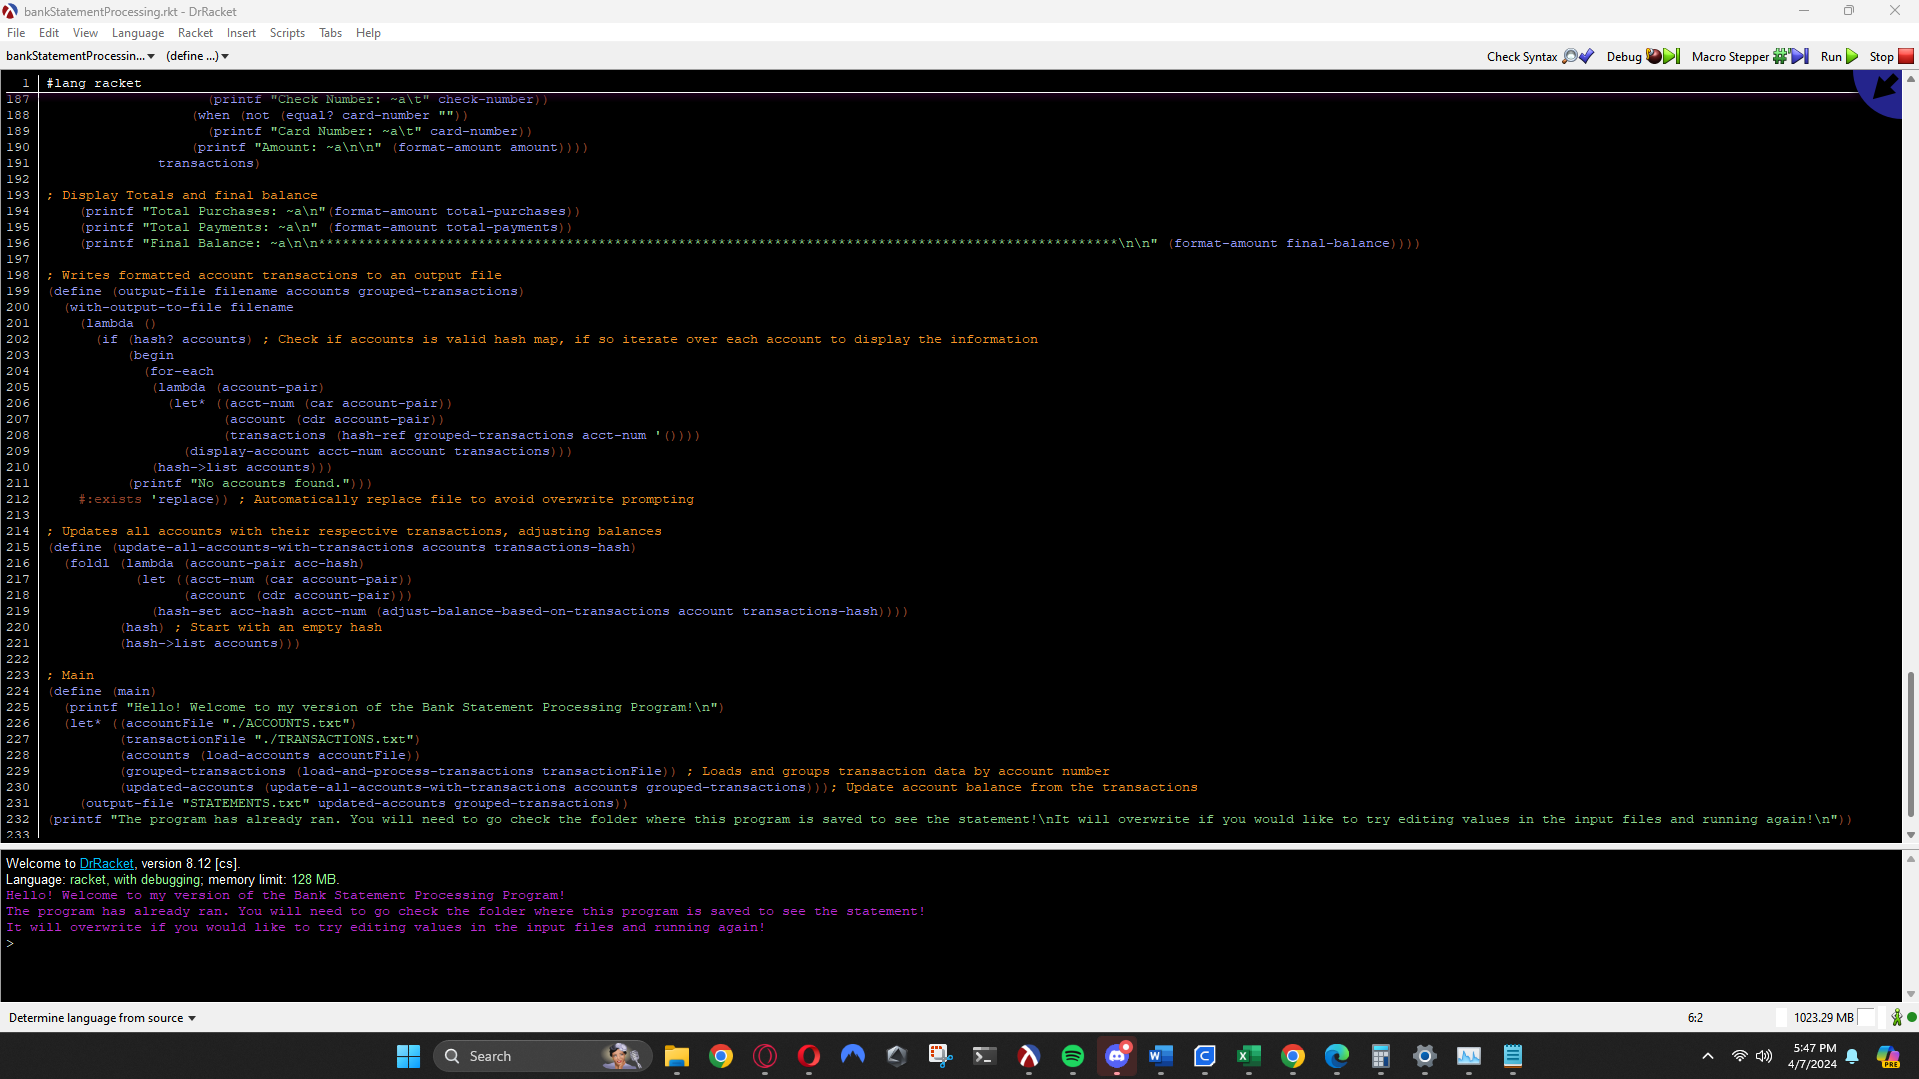 bankStatementProcessing.rkt - DrRacket
File Edit View Language Racket Insert Scripts Tabs Help
bankStatementProcessin... (define ...) Check Syntax Debug Macro Stepper Run Stop
1 #lang racket
187 (printf "Check Number: ~a\t" check-number))
188 (when (not (equal? card-number ""))
189 (printf "Card Number: ~a\t" card-number))
190 (printf "Amount: ~a\n\n" (format-amount amount))))
191 transactions)
192
193 ; Display Totals and final balance
194 (printf "Total Purchases: ~a\n"(format-amount total-purchases))
195 (printf "Total Payments: ~a\n" (format-amount total-payments))
196 (printf "Final Balance: ~a\n\n****************************************************************************************************\n\n" (format-amount final-balance))))
197
198 ; Writes formatted account transactions to an output file
199 (define (output-file filename accounts grouped-transactions)
200 (with-output-to-file filename
201 (lambda ()
202 (if (hash? accounts) ; Check if accounts is valid hash map, if so iterate over each account to display the information
203 (begin
204 (for-each
205 (lambda (account-pair)
206 (let* ((acct-num (car account-pair))
207 (account (cdr account-pair))
208 (transactions (hash-ref grouped-transactions acct-num '())))
209 (display-account acct-num account transactions)))
210 (hash->list accounts)))
211 (printf "No accounts found.")))
212 #:exists 'replace)) ; Automatically replace file to avoid overwrite prompting
213
214 ; Updates all accounts with their respective transactions, adjusting balances
215 (define (update-all-accounts-with-transactions accounts transactions-hash)
216 (foldl (lambda (account-pair acc-hash)
217 (let ((acct-num (car account-pair))
218 (account (cdr account-pair)))
219 (hash-set acc-hash acct-num (adjust-balance-based-on-transactions account transactions-hash))))
220 (hash) ; Start with an empty hash
221 (hash->list accounts)))
222
223 ; Main
224 (define (main)
225 (printf "Hello! Welcome to my version of the Bank Statement Processing Program!\n")
226 (let* ((accountFile "./ACCOUNTS.txt")
227 (transactionFile "./TRANSACTIONS.txt")
228 (accounts (load-accounts accountFile))
229 (grouped-transactions (load-and-process-transactions transactionFile)) ; Loads and groups transaction data by account number
230 (updated-accounts (update-all-accounts-with-transactions accounts grouped-transactions))); Update account balance from the transactions
231 (output-file "STATEMENTS.txt" updated-accounts grouped-transactions))
232 (printf "The program has already ran. You will need to go check the folder where this program is saved to see the statement!\nIt will overwrite if you would like to try editing values in the input files and running again!\n"))
233
Welcome to DrRacket, version 8.12 [cs].
Language: racket, with debugging; memory limit: 128 MB.
Hello! Welcome to my version of the Bank Statement Processing Program!
The program has already ran. You will need to go check the folder where this program is saved to see the statement!
It will overwrite if you would like to try editing values in the input files and running again!
>
Determine language from source 6:2 1023.29 MB
Search
5:47 PM
4/7/2024
PRE